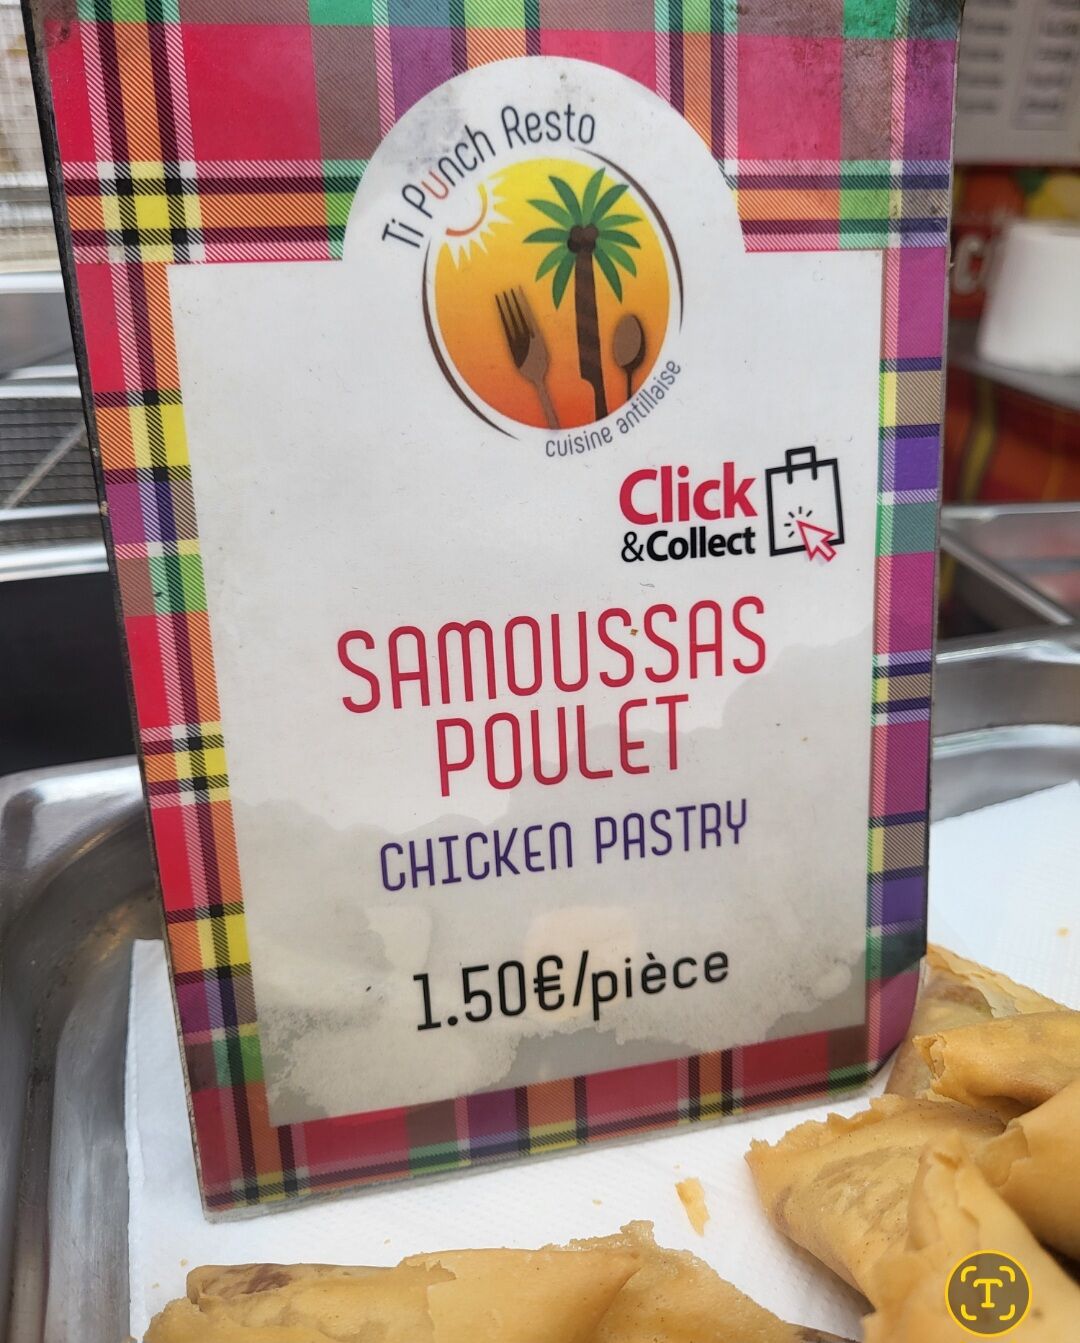 Ti Punch Resto
cuisine antillaise
Click
&Collect
SAMOUSSAS
POULET
CHICKEN PASTRY
1.50€/pièce